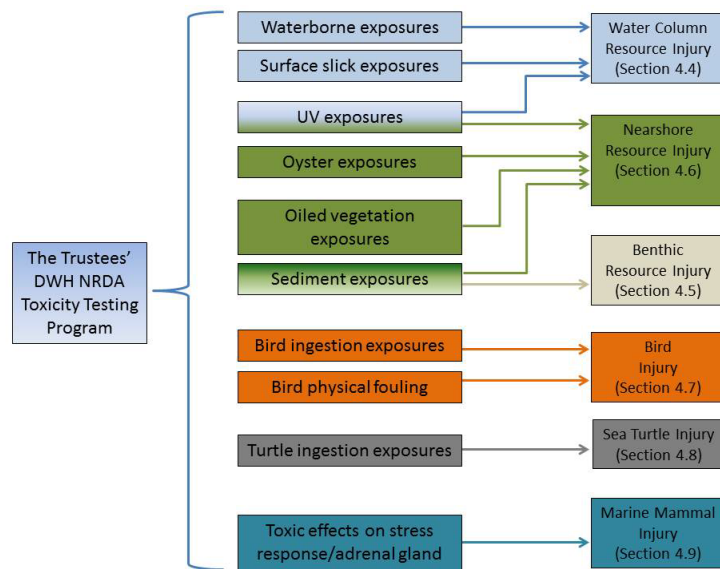 The Trustees'
DWH NRDA
Toxicity Testing
Program
Waterborne exposures
Surface slick exposures
UV exposures
Oyster exposures
Oiled vegetation
exposures
Sediment exposures
Bird ingestion exposures
Bird physical fouling
Turtle ingestion exposures
Toxic effects on stress
response/adrenal gland
Water Column
Resource Injury
(Section 4.4)
Nearshore
Resource Injury
(Section 4.6)
Benthic
Resource Injury
(Section 4.5)
Bird
Injury
(Section 4.7)
Sea Turtle Injury
(Section 4.8)
Marine Mammal
Injury
(Section 4.9)